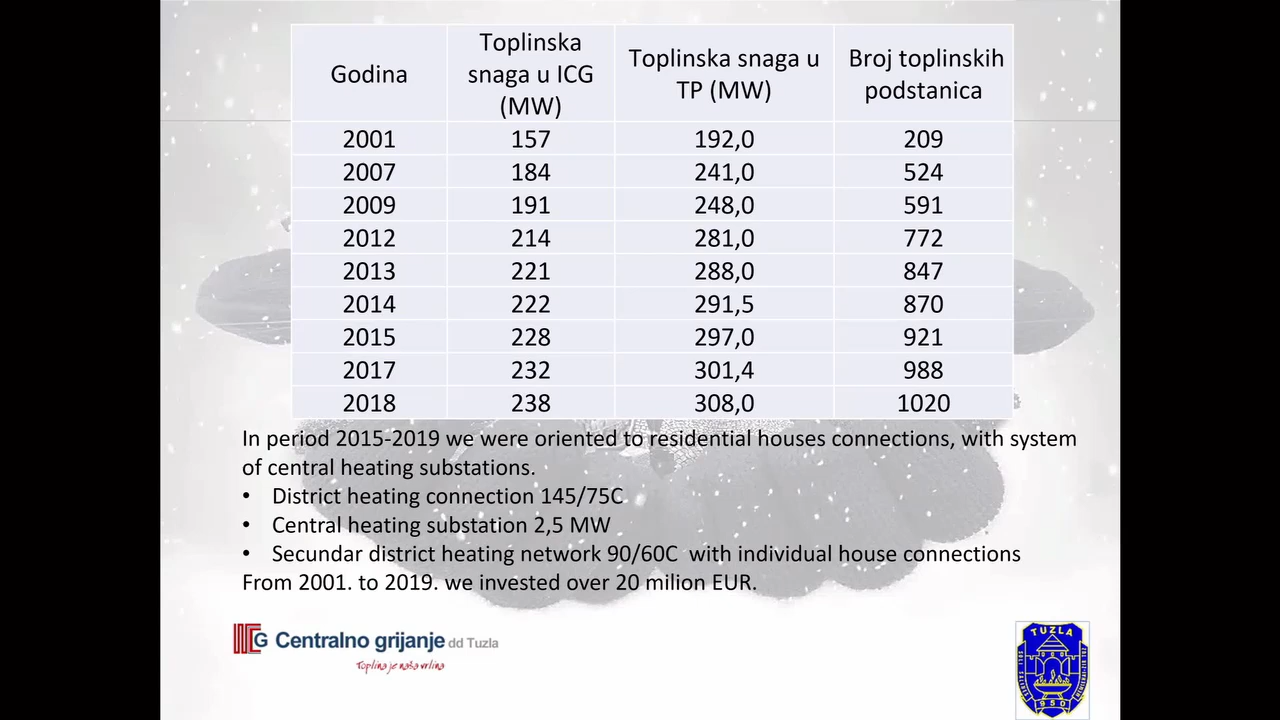 Godina Toplinska snaga u ICG (MW) Toplinska snaga u TP (MW) Broj toplinskih podstanica
2001 157 192,0 209
2007 184 241,0 524
2009 191 248,0 591
2012 214 281,0 772
2013 221 288,0 847
2014 222 291,5 870
2015 228 297,0 921
2017 232 301,4 988
2018 238 308,0 1020
In period 2015-2019 we were oriented to residential houses connections, with system
of central heating substations.
• District heating connection 145/75C
• Central heating substation 2,5 MW
• Secundar district heating network 90/60C with individual house connections
From 2001. to 2019. we invested over 20 milion EUR.
Centralno grijanje dd Tuzla
Toplina je naša vrlina
TUZLA
950